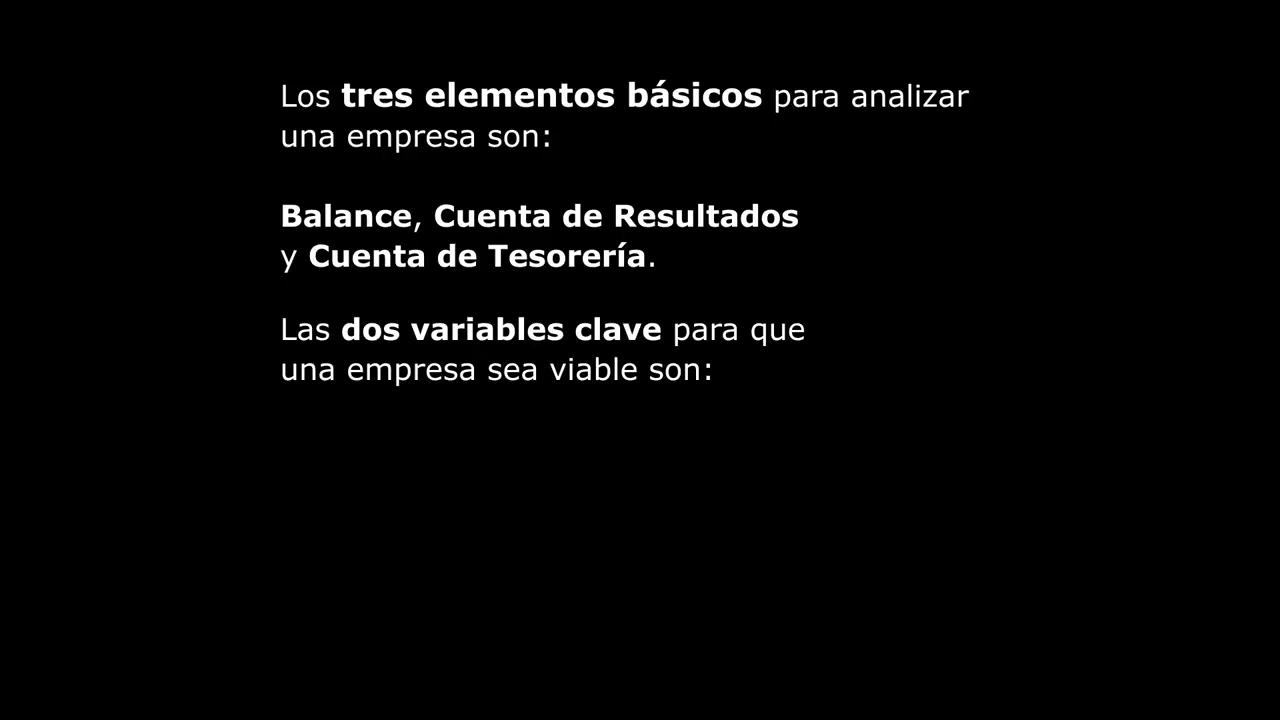 Los tres elementos básicos para analizar
una empresa son:
Balance, Cuenta de Resultados
y Cuenta de Tesorería.
Las dos variables clave para que
una empresa sea viable son: